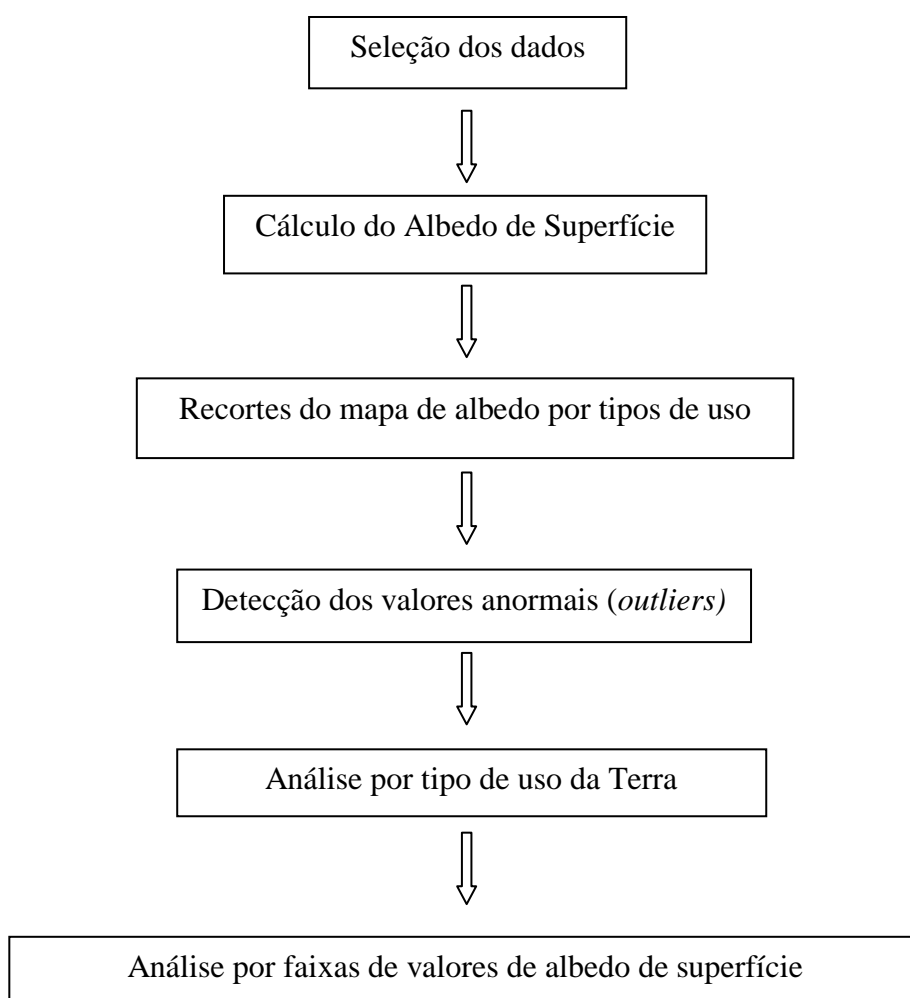 Seleção dos dados
Cálculo do Albedo de Superfície
Recortes do mapa de albedo por tipos de uso
Detecção dos valores anormais (outliers)
Análise por tipo de uso da Terra
Análise por faixas de valores de albedo de superfície